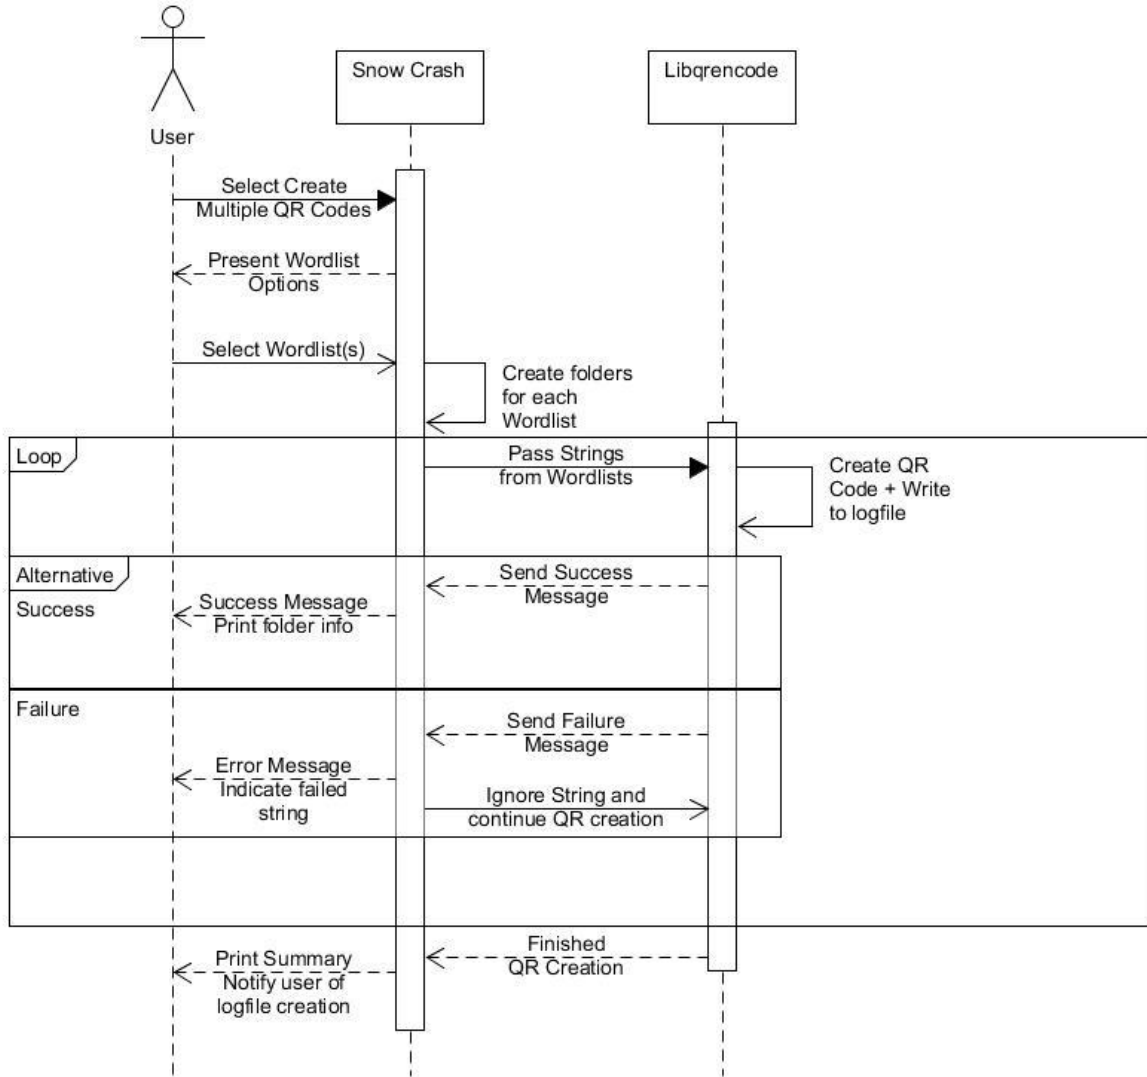 Snow Crash
Libqrencode
User
Select Create
Multiple QR Codes
Present Wordlist
Options
Select Wordlist(s)
Create folders
for each
Wordlist
Loop
Pass Strings
from Wordlists
Create QR
Code + Write
to logfile
Alternative
Send Success
Message
Success
Success Message
Print folder info
Failure
Send Failure
Message
Error Message
Indicate failed
string
Ignore String and
continue QR creation
Finished
QR Creation
Print Summary
Notify user of
logfile creation